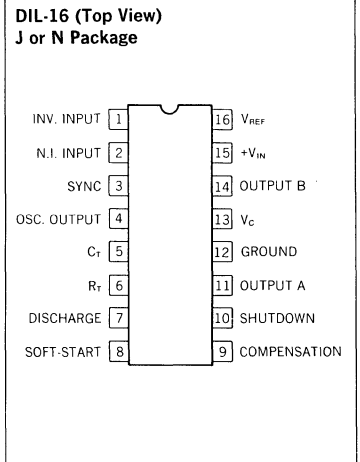 DIL-16 (Top View)
J or N Package
INV. INPUT 1 16 VREF
N.I. INPUT 2 15 +VIN
SYNC 3 14 OUTPUT B
OSC. OUTPUT 4 13 VC
CT 5 12 GROUND
RT 6 11 OUTPUT A
DISCHARGE 7 10 SHUTDOWN
SOFT-START 8 9 COMPENSATION